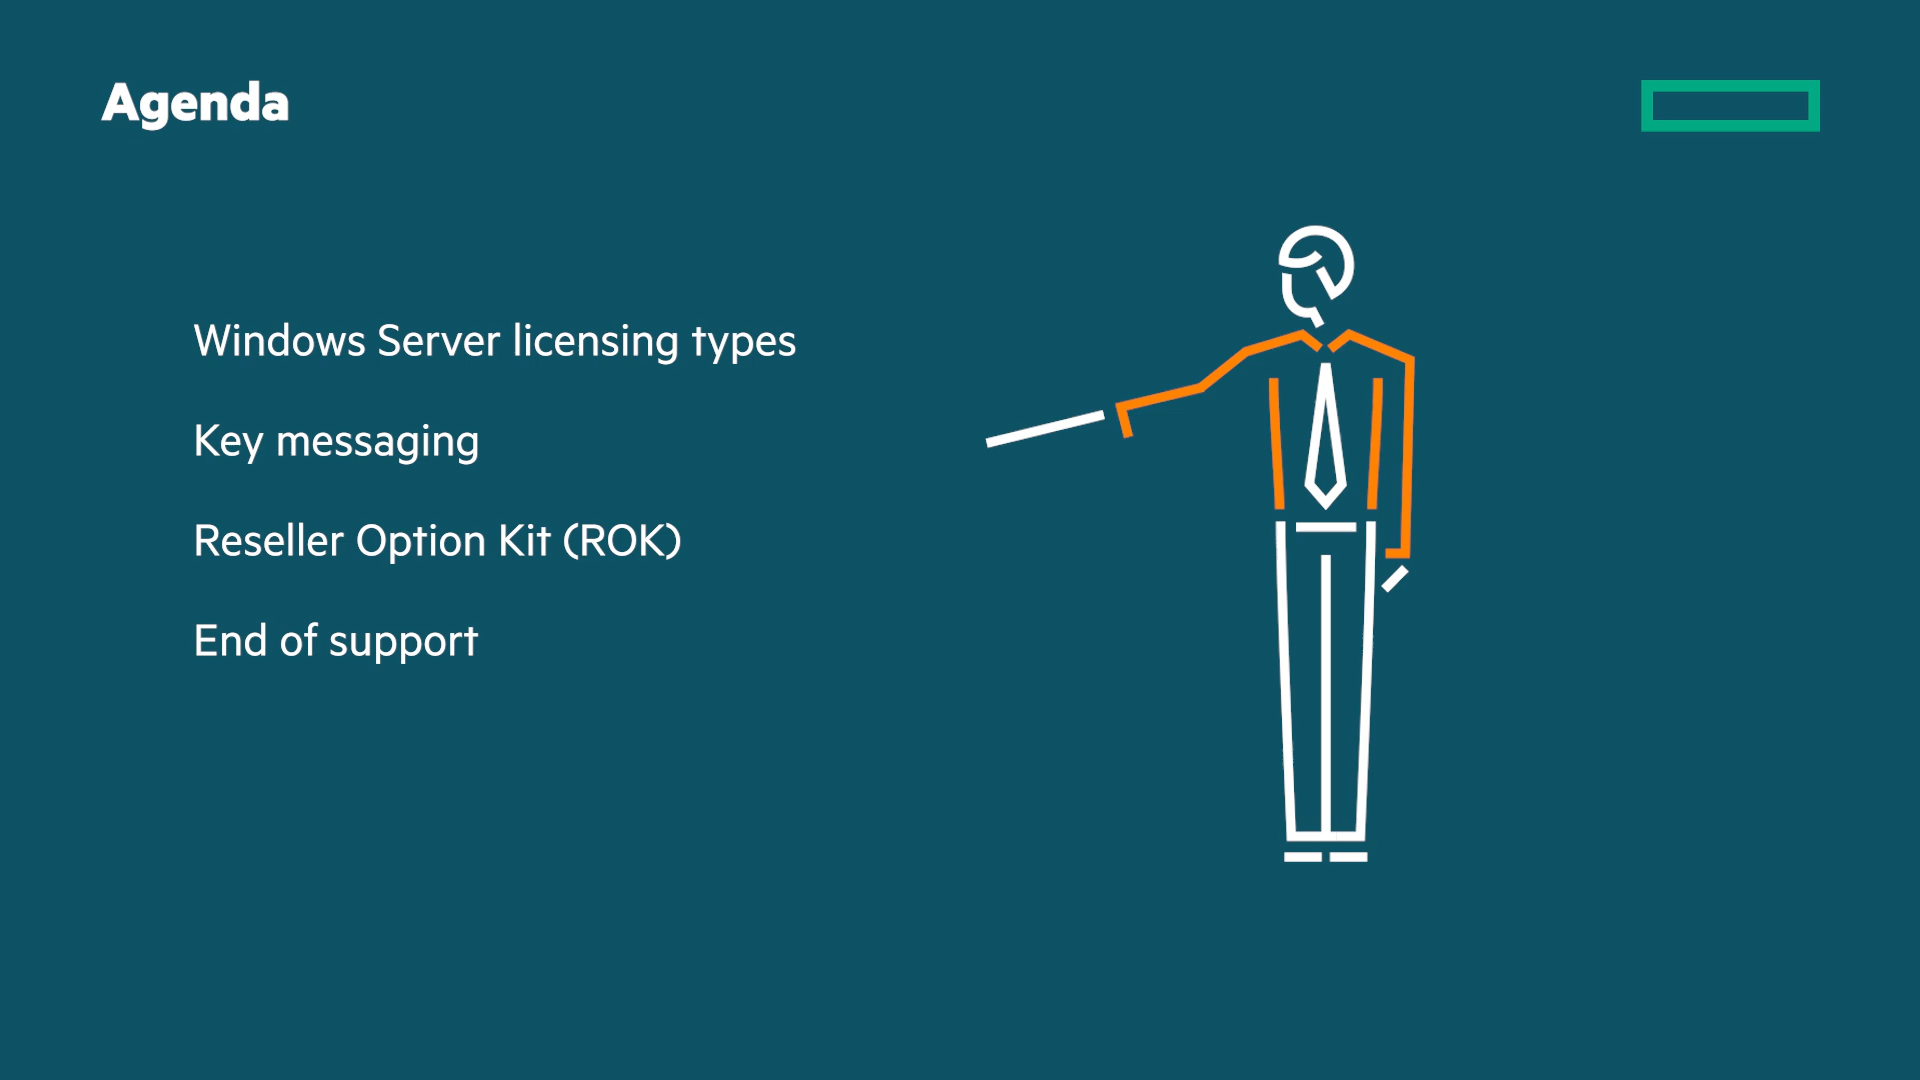 Agenda
Windows Server licensing types
Key messaging
Reseller Option Kit (ROK)
End of support